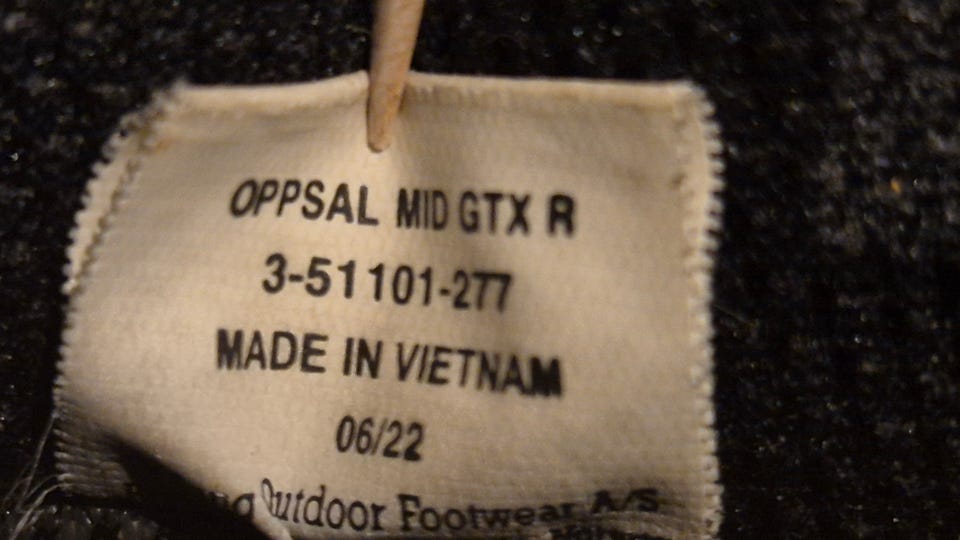 OPPSAL MID GTX R
3-51101-277
MADE IN VIETNAM
06/22
Outdoor Footwear A/S